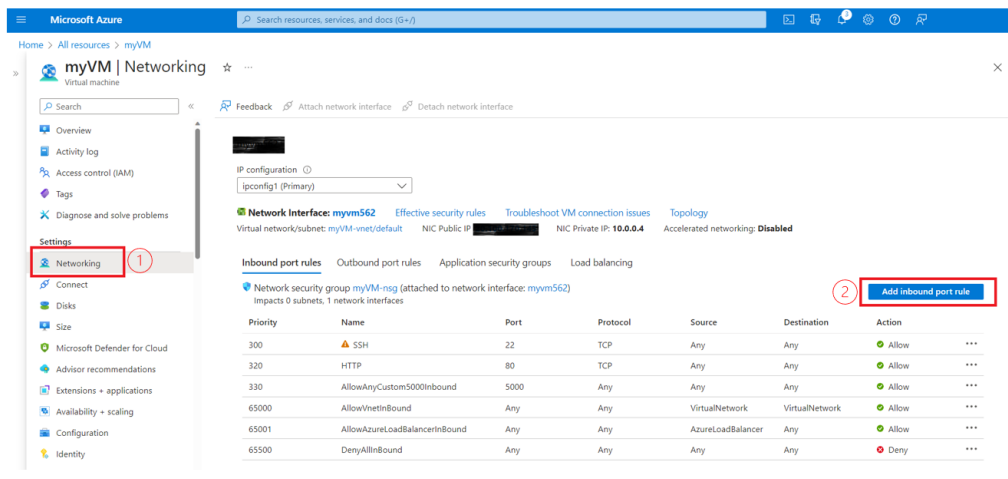 Microsoft Azure
Search resources, services, and docs (G+/)
3
Home > All resources > myVM
myVM | Networking
Virtual machine
Search
Feedback Attach network interface Detach network interface
Overview
Activity log
Access control (IAM)
Tags
Diagnose and solve problems
Settings
Networking
1
Connect
Disks
Size
Microsoft Defender for Cloud
Advisor recommendations
Extensions + applications
Availability + scaling
Configuration
Identity
IP configuration
ipconfig1 (Primary)
Network Interface: myvm562 Effective security rules Troubleshoot VM connection issues Topology
Virtual network/subnet: myVM-vnet/default NIC Public IP NIC Private IP: 10.0.0.4 Accelerated networking: Disabled
Inbound port rules Outbound port rules Application security groups Load balancing
Network security group myVM-nsg (attached to network interface: myvm562)
Impacts 0 subnets, 1 network interfaces
2
Add inbound port rule
Priority Name Port Protocol Source Destination Action
300 SSH 22 TCP Any Any Allow
320 HTTP 80 TCP Any Any Allow
330 AllowAnyCustom5000Inbound 5000 Any Any Any Allow
65000 AllowVnetInBound Any Any VirtualNetwork VirtualNetwork Allow
65001 AllowAzureLoadBalancerInBound Any Any AzureLoadBalancer Any Allow
65500 DenyAllInBound Any Any Any Any Deny